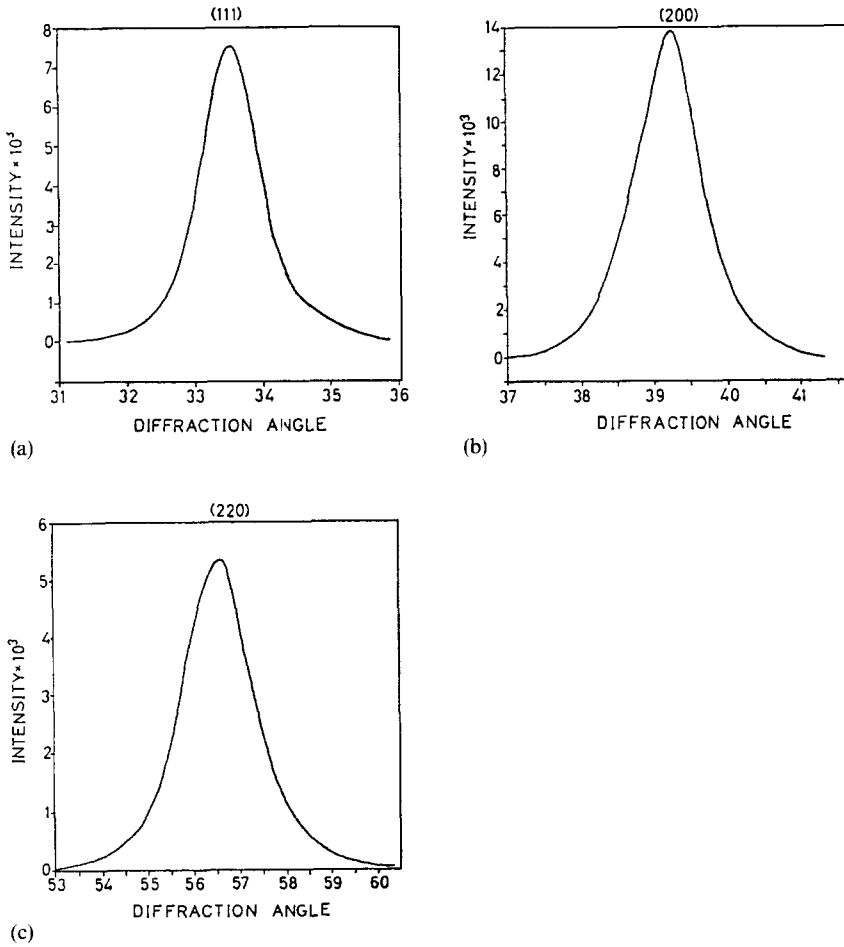 (111)
8
7
6
5
4
3
2
1
0
INTENSITY×10³
31 32 33 34 35 36
DIFFRACTION ANGLE
(a)
(200)
14
12
10
8
6
4
2
0
INTENSITY×10³
37 38 39 40 41
DIFFRACTION ANGLE
(b)
(220)
6
5
4
3
2
1
0
INTENSITY×10³
53 54 55 56 57 58 59 60
DIFFRACTION ANGLE
(c)